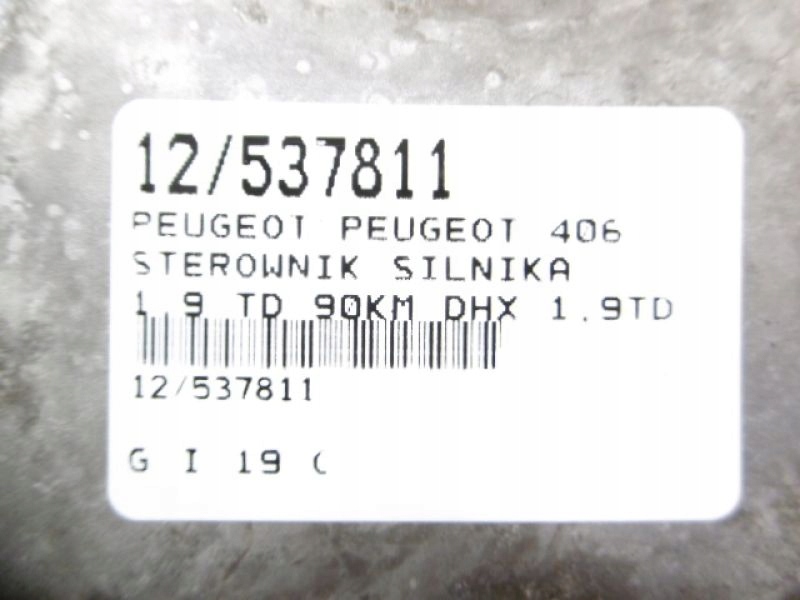 12/537811
PEUGEOT PEUGEOT 406
STEROWNIK SILNIKA
1.9 TD 90KM DHX 1.9TD
12/537811
G I 19 (